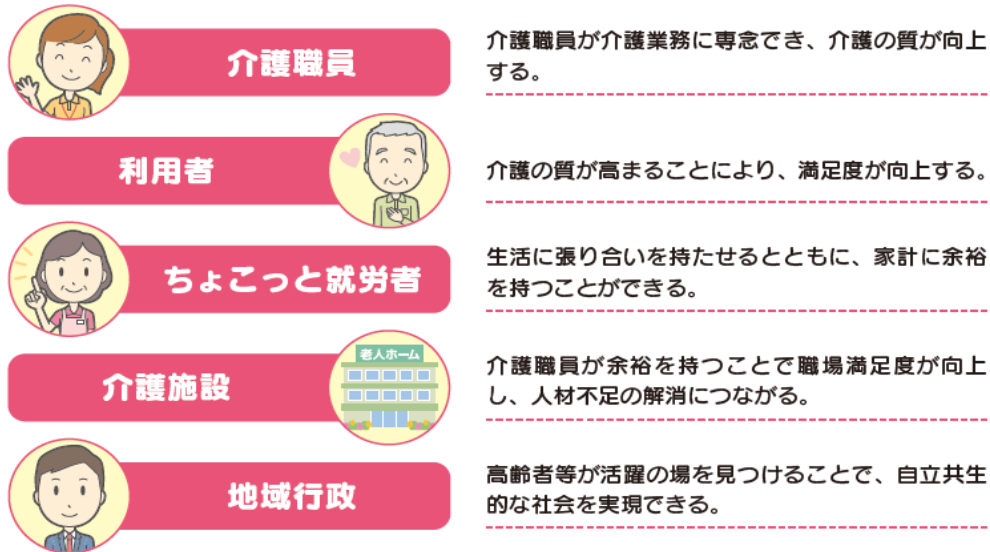 介護職員
介護職員が介護業務に専念でき、介護の質が向上
する。
利用者
介護の質が高まることにより、満足度が向上する。
ちょこっと就労者
生活に張り合いを持たせるとともに、家計に余裕
を持つことができる。
介護施設
老人ホーム
介護職員が余裕を持つことで職場満足度が向上
し、人材不足の解消につながる。
地域行政
高齢者等が活躍の場を見つけることで、自立共生
的な社会を実現できる。